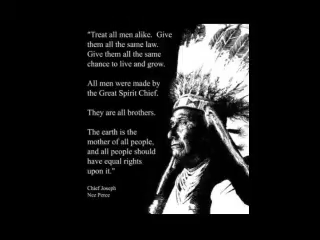 "Treat all men alike. Give
them all the same law.
Give them all the same
chance to live and grow.
All men were made by
the Great Spirit Chief.
They are all brothers.
The earth is the
mother of all people,
and all people should
have equal rights
upon it."
Chief Joseph
Nez Perce